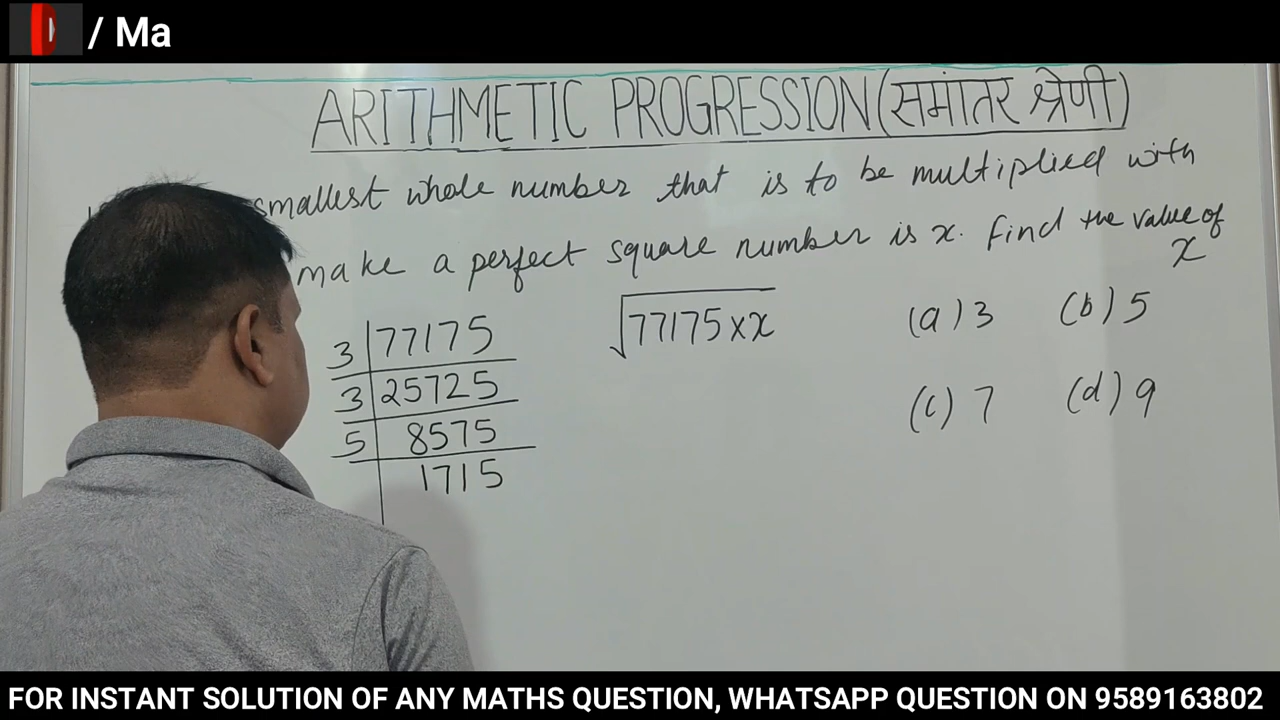 / Ma
ARITHMETIC PROGRESSION (समांतर श्रेणी)
smallest whole number that is to be multiplied with
make a perfect square number is x. Find the value of
x
3 | 77175
3 | 25725
5 | 8575
1715
√77175×x
(a) 3 (b) 5
(c) 7 (d) 9
FOR INSTANT SOLUTION OF ANY MATHS QUESTION, WHATSAPP QUESTION ON 9589163802